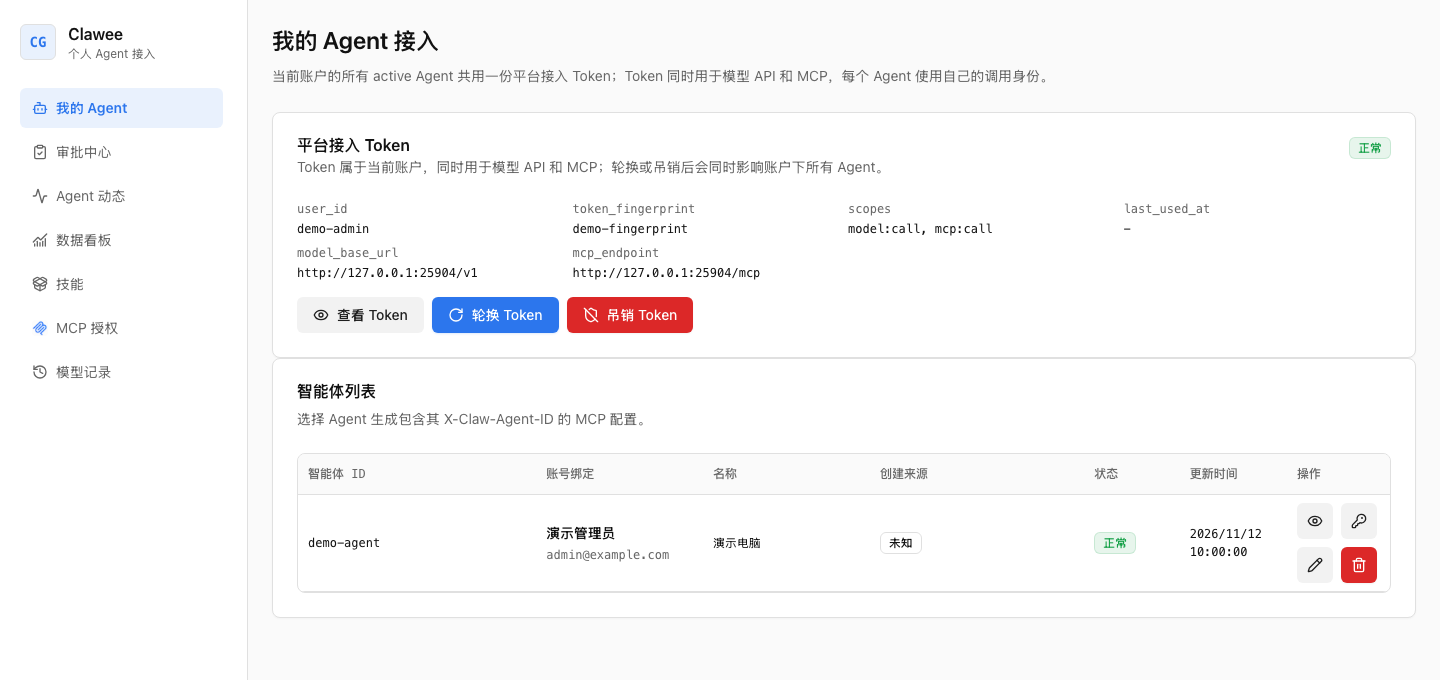 CG
Clawee
个人 Agent 接入
我的 Agent
审批中心
Agent 动态
数据看板
技能
MCP 授权
模型记录
我的 Agent 接入
当前账户的所有 active Agent 共用一份平台接入 Token；Token 同时用于模型 API 和 MCP，每个 Agent 使用自己的调用身份。
平台接入 Token
正常
Token 属于当前账户，同时用于模型 API 和 MCP；轮换或吊销后会同时影响账户下所有 Agent。
user_id token_fingerprint scopes last_used_at
demo-admin demo-fingerprint model:call, mcp:call —
model_base_url mcp_endpoint
http://127.0.0.1:25904/v1 http://127.0.0.1:25904/mcp
查看 Token 轮换 Token 吊销 Token
智能体列表
选择 Agent 生成包含其 X-Claw-Agent-ID 的 MCP 配置。
智能体 ID 账号绑定 名称 创建来源 状态 更新时间 操作
demo-agent 演示管理员 演示电脑 未知 正常 2026/11/12
admin@example.com 10:00:00